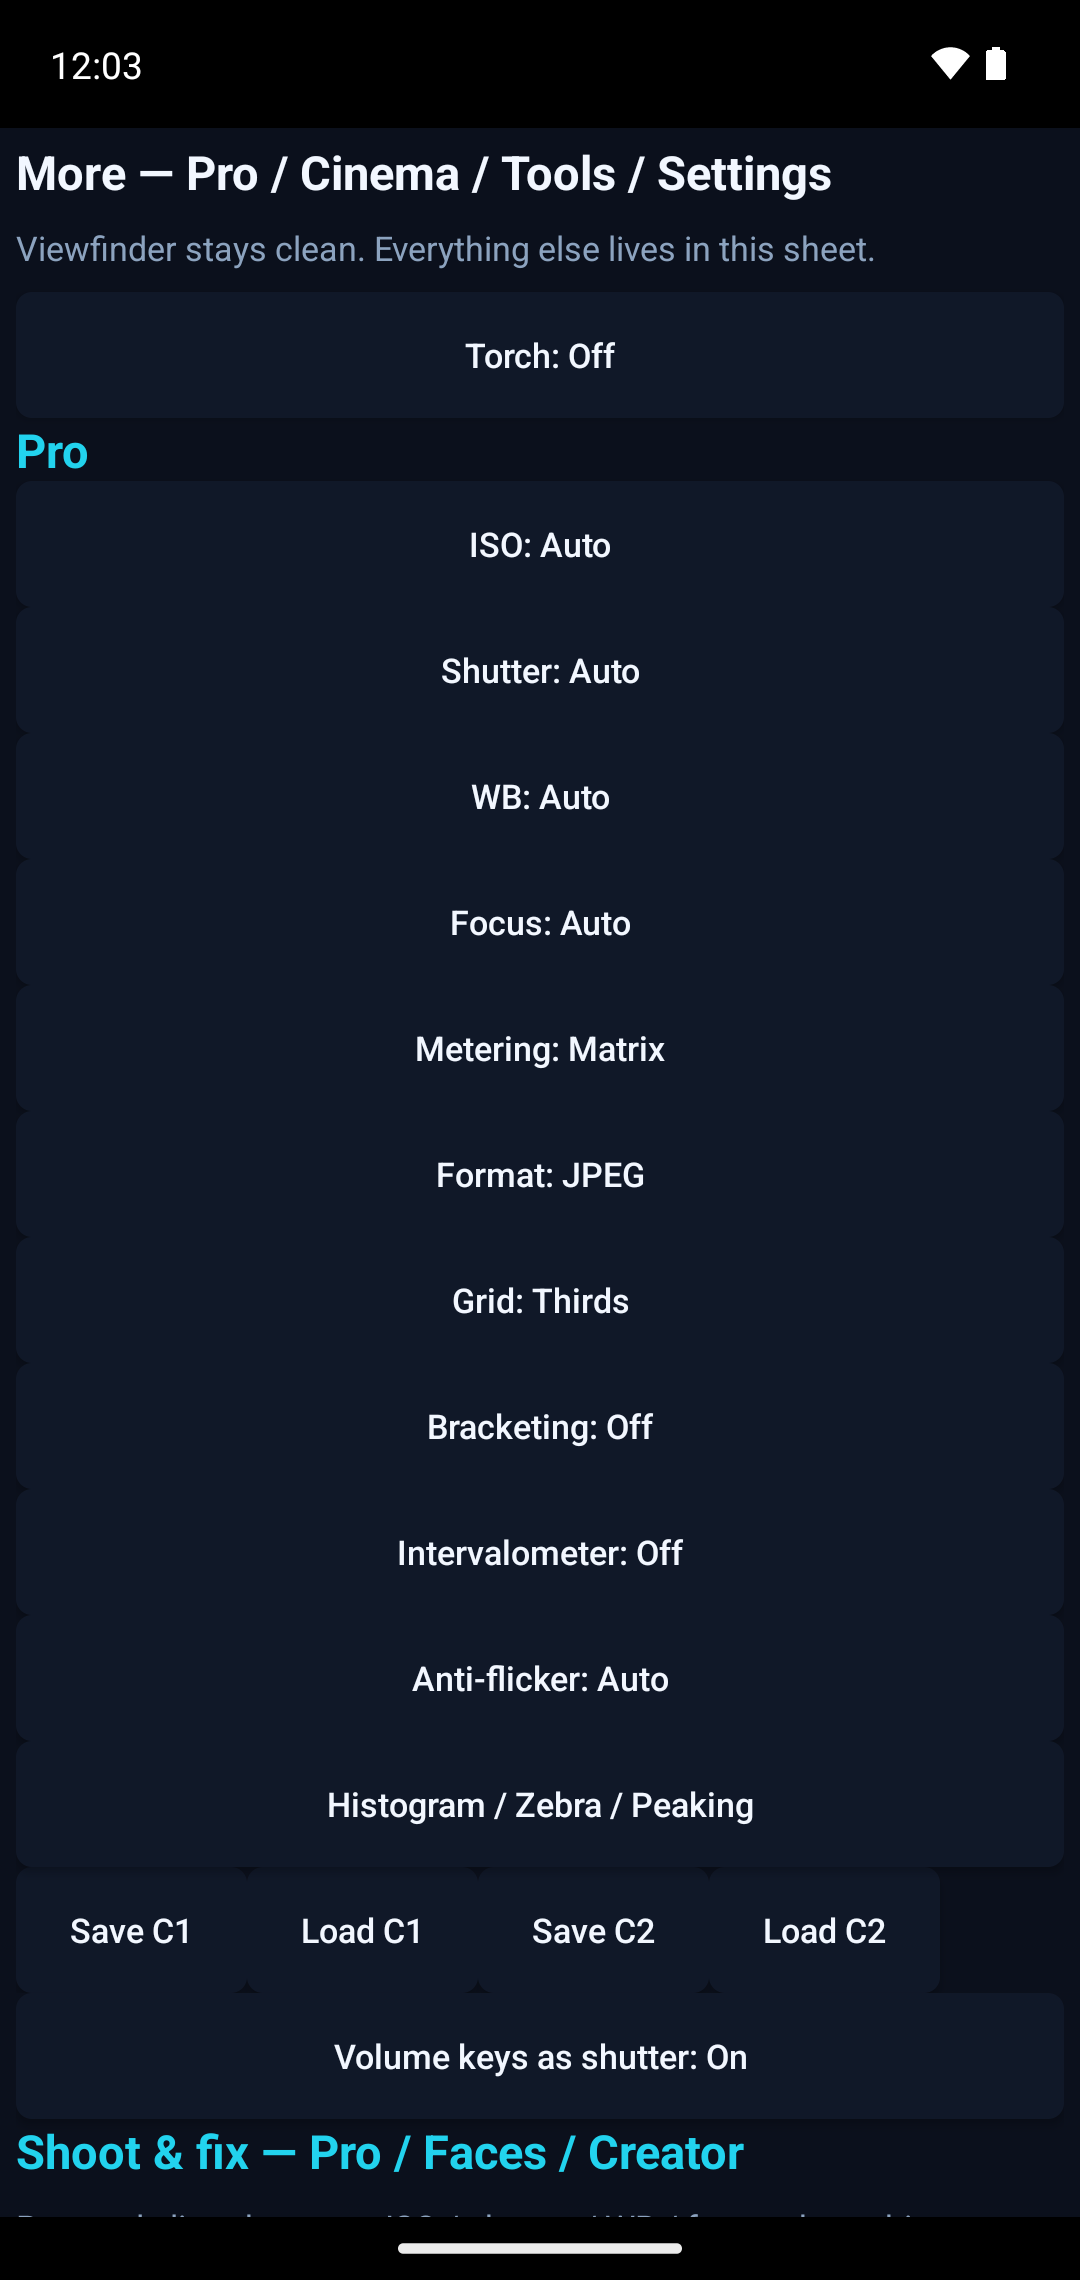 12:03
More — Pro / Cinema / Tools / Settings
Viewfinder stays clean. Everything else lives in this sheet.
Torch: Off
Pro
ISO: Auto
Shutter: Auto
WB: Auto
Focus: Auto
Metering: Matrix
Format: JPEG
Grid: Thirds
Bracketing: Off
Intervalometer: Off
Anti-flicker: Auto
Histogram / Zebra / Peaking
Save C1 Load C1 Save C2 Load C2
Volume keys as shutter: On
Shoot & fix — Pro / Faces / Creator